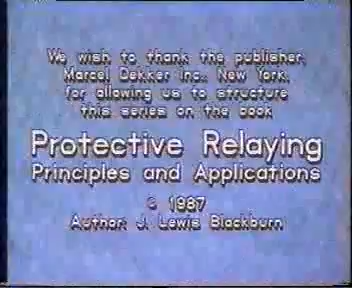 We wish to thank the publisher,
Marcel Dekker Inc., New York,
for allowing us to structure
this series on the book
Protective Relaying
Principles and Applications
© 1987
Author: J. Lewis Blackburn